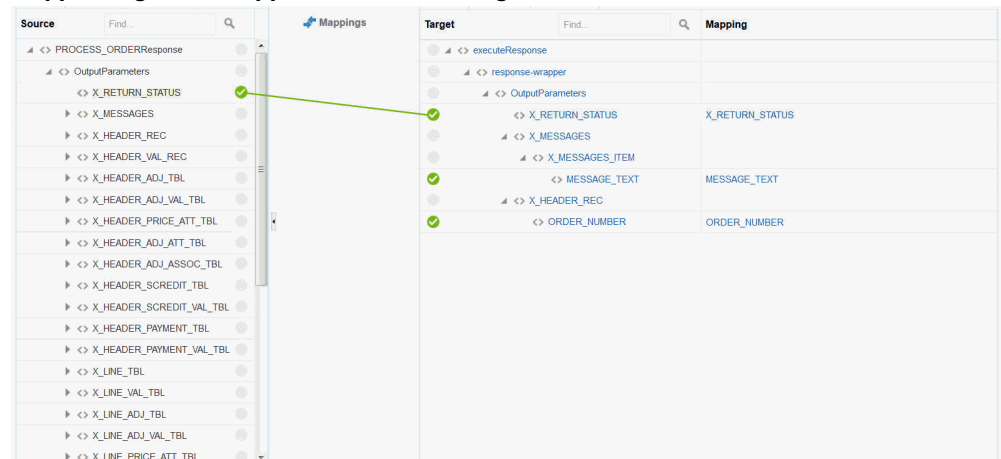 Source Find... Mappings Target Find... Mapping
PROCESS_ORDERResponse executeResponse
OutputParameters response-wrapper
X_RETURN_STATUS OutputParameters
X_MESSAGES X_RETURN_STATUS X_RETURN_STATUS
X_HEADER_REC X_MESSAGES
X_HEADER_VAL_REC X_MESSAGES_ITEM
X_HEADER_ADJ_TBL MESSAGE_TEXT MESSAGE_TEXT
X_HEADER_ADJ_VAL_TBL X_HEADER_REC
X_HEADER_PRICE_ATT_TBL ORDER_NUMBER ORDER_NUMBER
X_HEADER_ADJ_ATT_TBL
X_HEADER_ADJ_ASSOC_TBL
X_HEADER_SCREDIT_TBL
X_HEADER_SCREDIT_VAL_TBL
X_HEADER_PAYMENT_TBL
X_HEADER_PAYMENT_VAL_TBL
X_LINE_TBL
X_LINE_VAL_TBL
X_LINE_ADJ_TBL
X_LINE_ADJ_VAL_TBL
X_LINE_PRICE_ATT_TBL